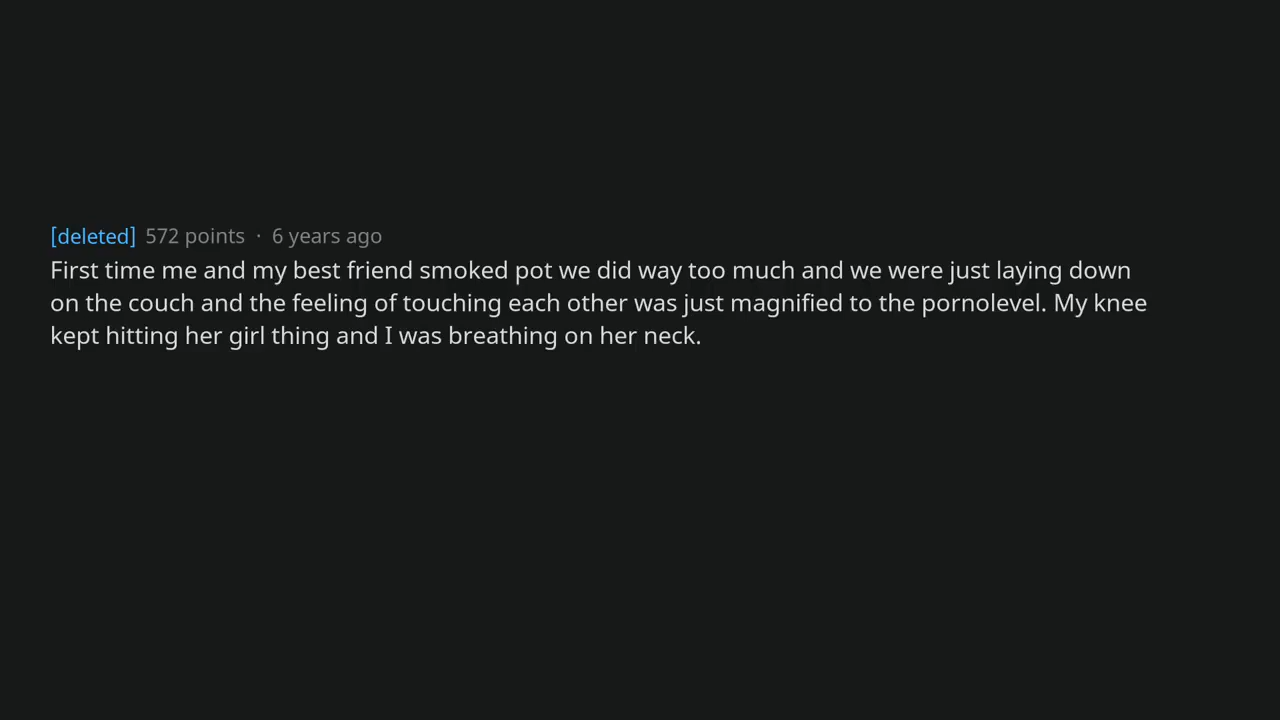 [deleted] 572 points · 6 years ago
First time me and my best friend smoked pot we did way too much and we were just laying down
on the couch and the feeling of touching each other was just magnified to the pornolevel. My knee
kept hitting her girl thing and I was breathing on her neck.